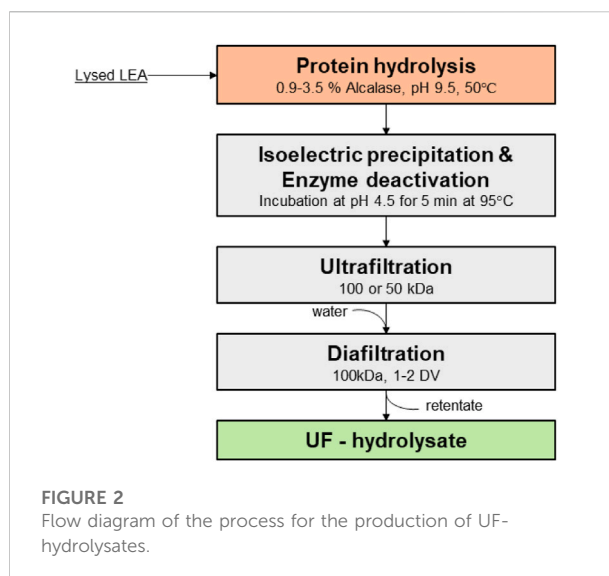 Protein hydrolysis
Lysed LEA
0.9-3.5 % Alcalase, pH 9.5, 50℃
Isoelectric precipitation &
Enzyme deactivation
Incubation at pH 4.5 for 5 min at 95°C
Ultrafiltration
100 or 50 kDa
water
Diafiltration
100kDa, 1-2 DV
retentate
UF - hydrolysate
FIGURE 2
Flow diagram of the process for the production of UF-
hydrolysates.